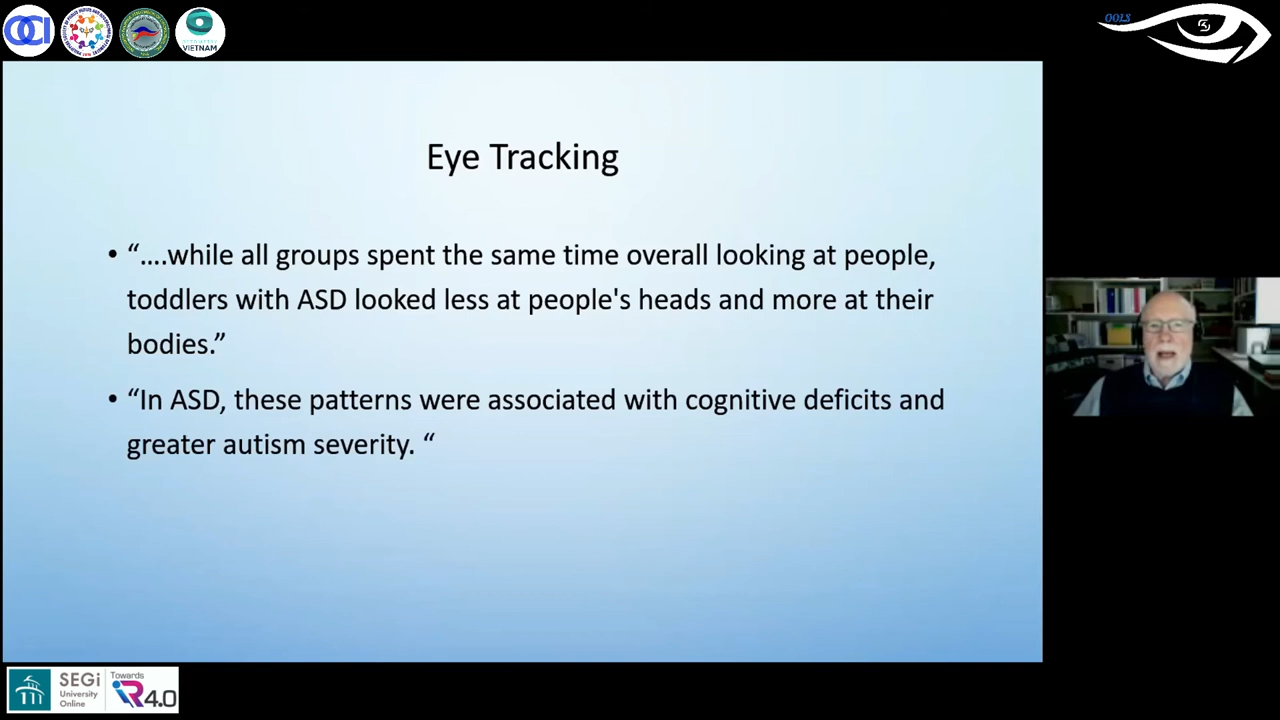 OCI
VIETNAM
OOLS
Eye Tracking
• “....while all groups spent the same time overall looking at people,
toddlers with ASD looked less at people's heads and more at their
bodies.”
• “In ASD, these patterns were associated with cognitive deficits and
greater autism severity. “
SEGi
University
Online
Towards
iR4.0